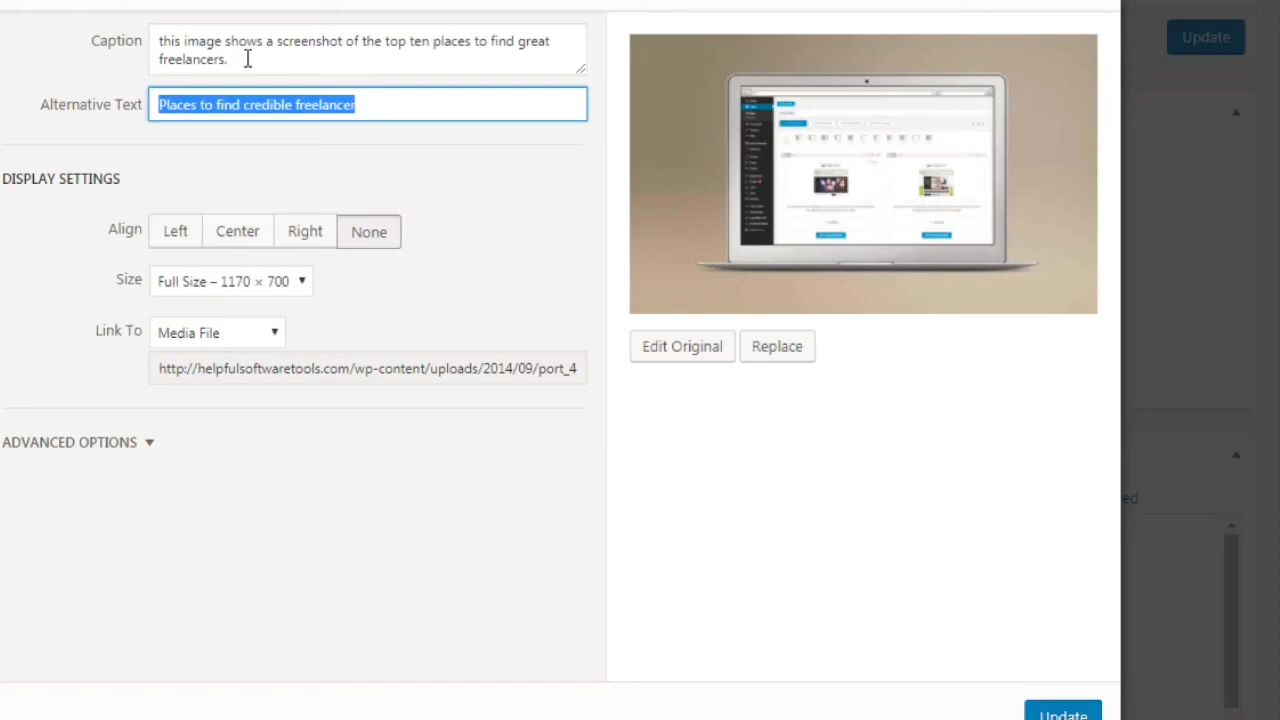 Caption
this image shows a screenshot of the top ten places to find great
freelancers.
Alternative Text
Places to find credible freelancer
DISPLAY SETTINGS
Align
Left
Center
Right
None
Size
Full Size – 1170 × 700
Link To
Media File
http://helpfulsoftwaretools.com/wp-content/uploads/2014/09/port_4
ADVANCED OPTIONS
Edit Original
Replace
Update
Update
ed